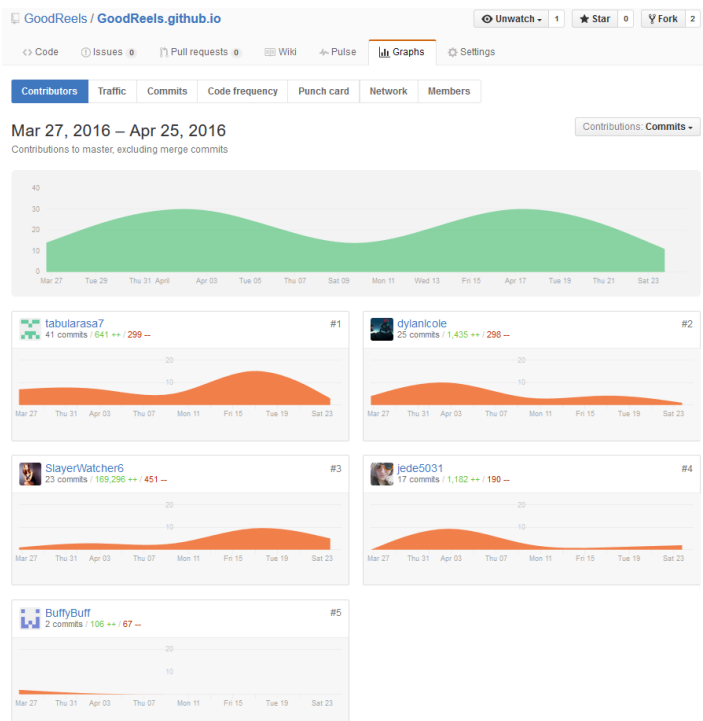 GoodReels / GoodReels.github.io
Unwatch 1 Star 0 Fork 2
Code Issues 0 Pull requests 0 Wiki Pulse Graphs Settings
Contributors Traffic Commits Code frequency Punch card Network Members
Mar 27, 2016 – Apr 25, 2016
Contributions: Commits
Contributions to master, excluding merge commits
40
30
20
10
0
Mar 27 Tue 29 Thu 31 April Apr 03 Tue 05 Thu 07 Sat 09 Mon 11 Wed 13 Fri 15 Apr 17 Tue 19 Thu 21 Sat 23
tabularasa7 #1
41 commits / 641 ++ / 299 --
20
10
Mar 27 Thu 31 Apr 03 Thu 07 Mon 11 Fri 15 Tue 19 Sat 23
dylanicole #2
25 commits / 1,435 ++ / 298 --
20
10
Mar 27 Thu 31 Apr 03 Thu 07 Mon 11 Fri 15 Tue 19 Sat 23
SlayerWatcher6 #3
23 commits / 169,296 ++ / 451 --
20
10
Mar 27 Thu 31 Apr 03 Thu 07 Mon 11 Fri 15 Tue 19 Sat 23
jede5031 #4
17 commits / 1,182 ++ / 190 --
20
10
Mar 27 Thu 31 Apr 03 Thu 07 Mon 11 Fri 15 Tue 19 Sat 23
BuffyBuff #5
2 commits / 106 ++ / 67 --
20
10
Mar 27 Thu 31 Apr 03 Thu 07 Mon 11 Fri 15 Tue 19 Sat 23